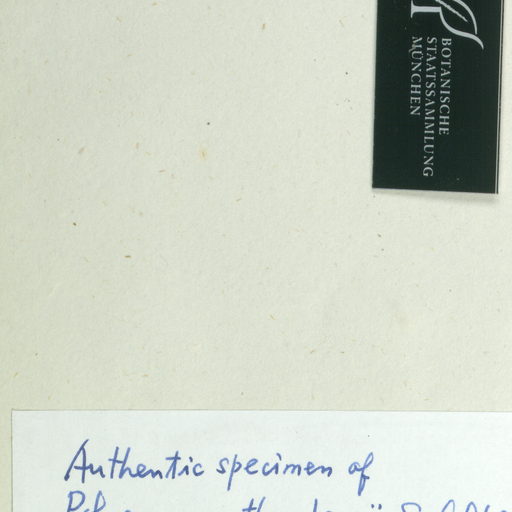 BOTANISCHE
STAATSSAMMLUNG
MÜNCHEN
Authentic specimen of